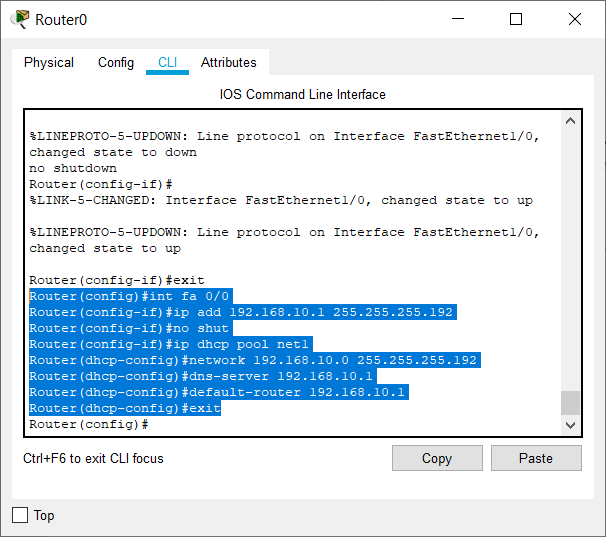 Router0
Physical Config CLI Attributes
IOS Command Line Interface
%LINEPROTO-5-UPDOWN: Line protocol on Interface FastEthernet1/0,
changed state to down
no shutdown
Router(config-if)#
%LINK-5-CHANGED: Interface FastEthernet1/0, changed state to up
%LINEPROTO-5-UPDOWN: Line protocol on Interface FastEthernet1/0,
changed state to up
Router(config-if)#exit
Router(config)#int fa 0/0
Router(config-if)#ip add 192.168.10.1 255.255.255.192
Router(config-if)#no shut
Router(config-if)#ip dhcp pool net1
Router(dhcp-config)#network 192.168.10.0 255.255.255.192
Router(dhcp-config)#dns-server 192.168.10.1
Router(dhcp-config)#default-router 192.168.10.1
Router(dhcp-config)#exit
Router(config)#
Ctrl+F6 to exit CLI focus
Copy Paste
Top